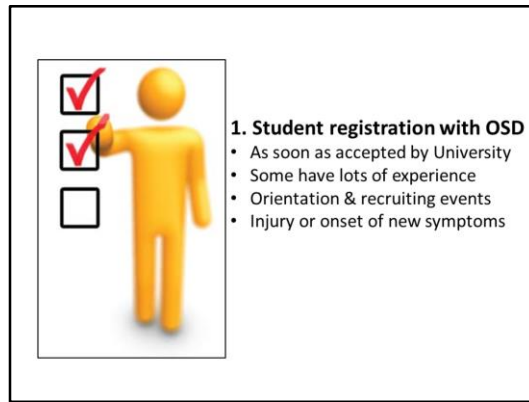 1. Student registration with OSD
• As soon as accepted by University
• Some have lots of experience
• Orientation & recruiting events
• Injury or onset of new symptoms